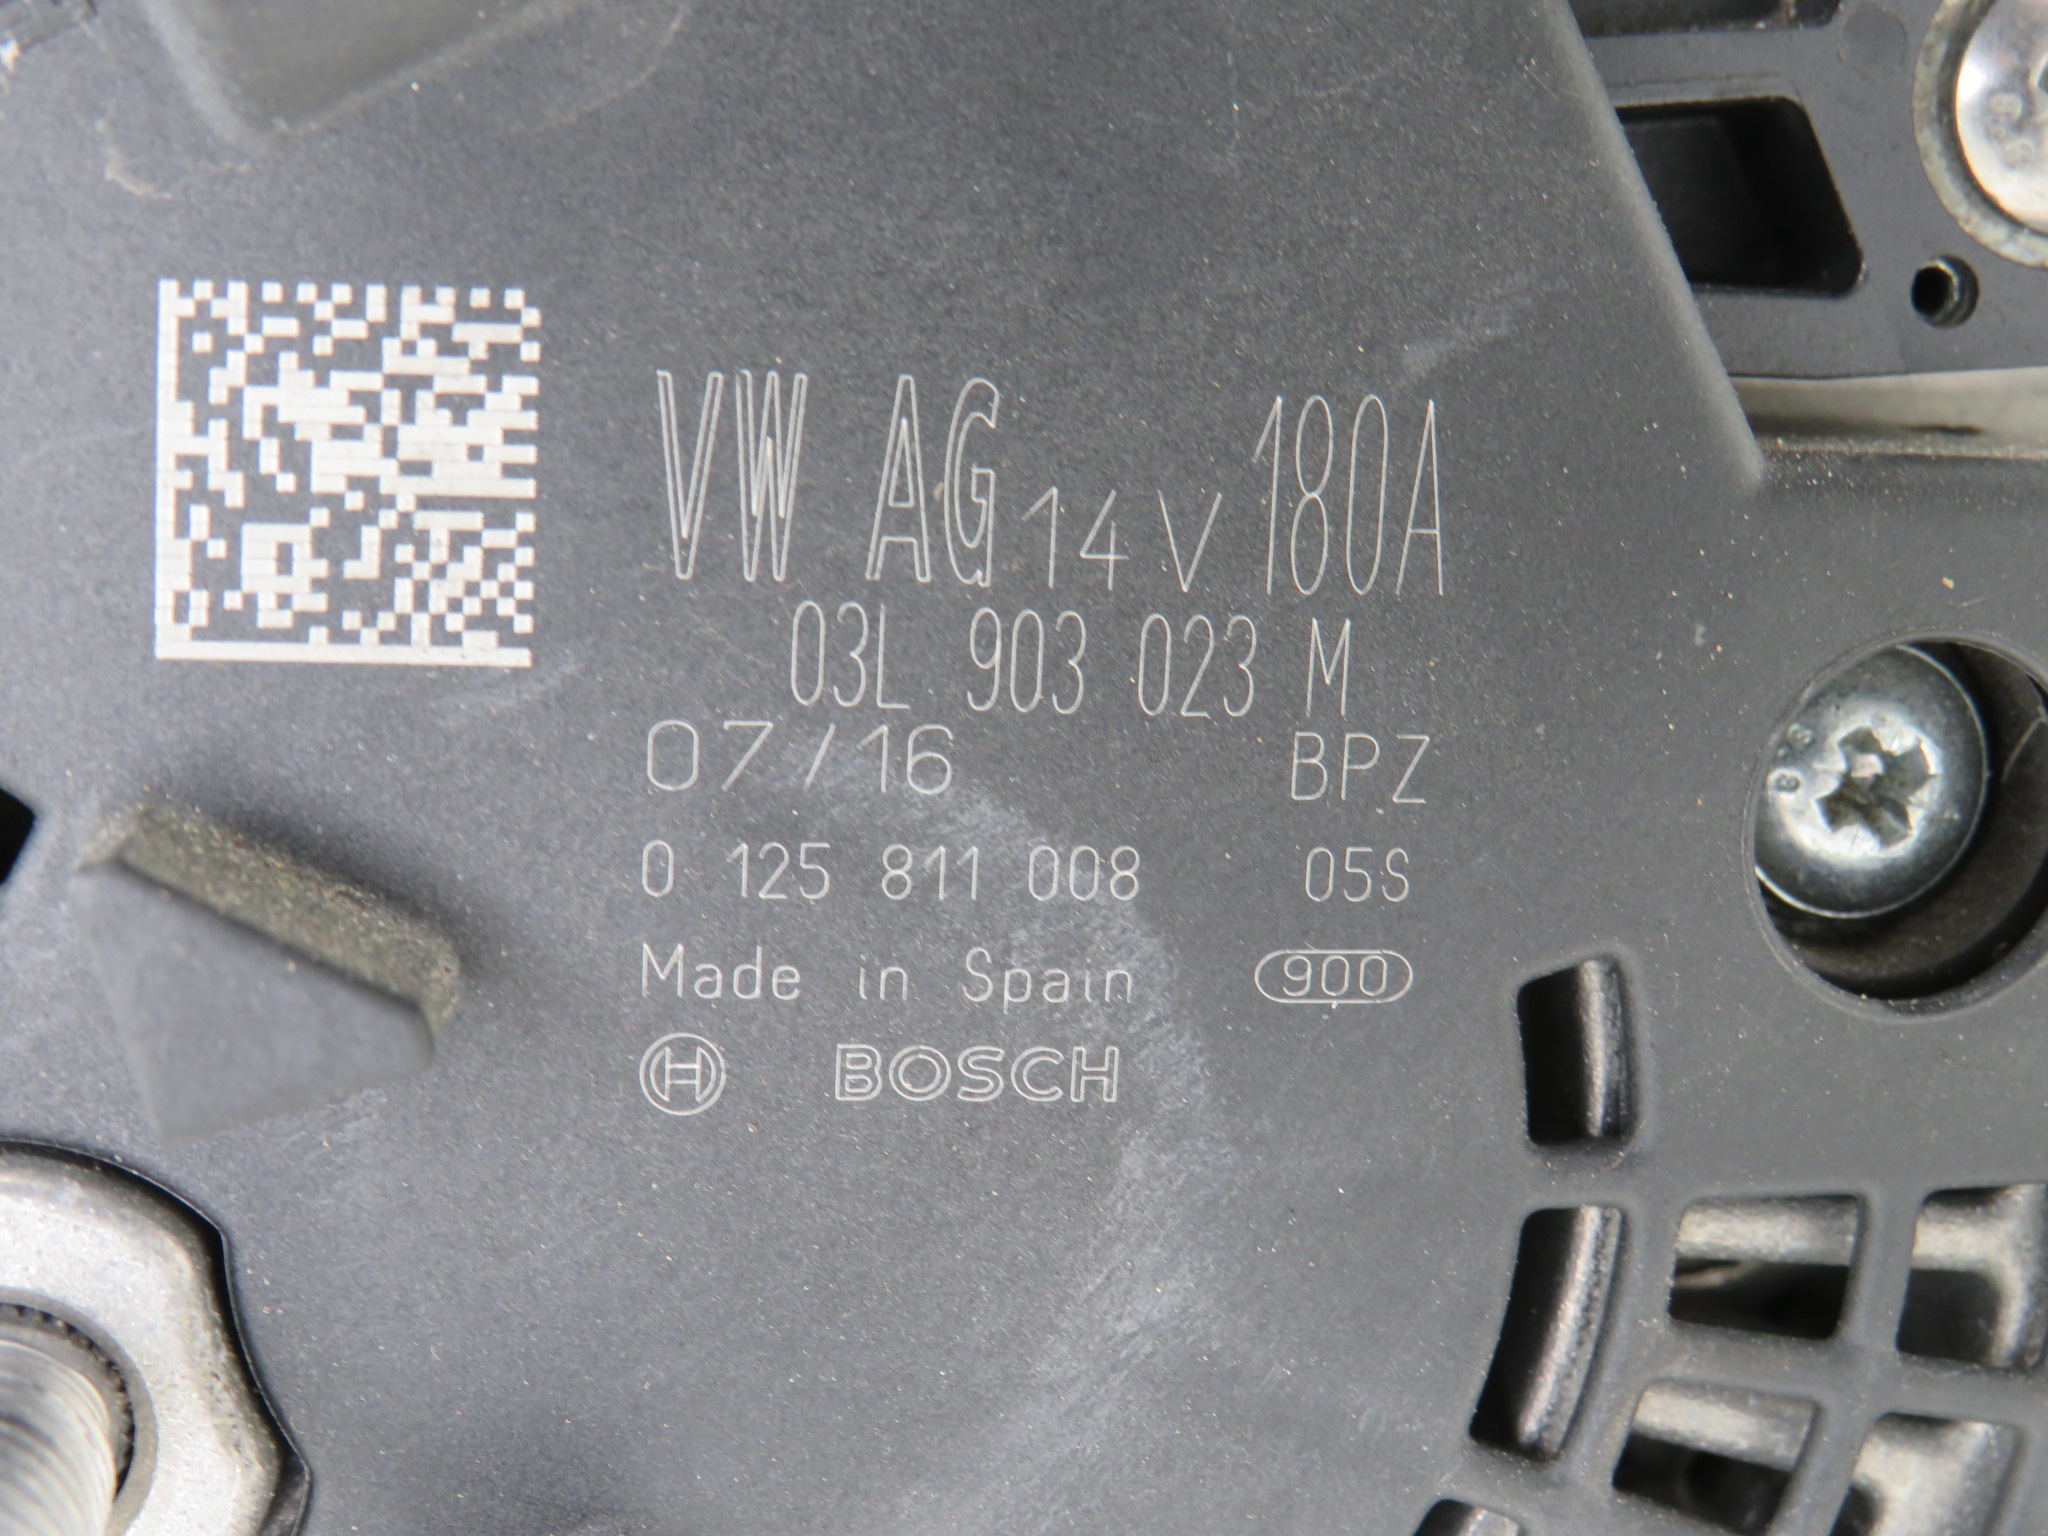 VW AG 14 V 180A
03L 903 023 M
07/16 BPZ
0 125 811 008 05S
Made in Spain 900
BOSCH